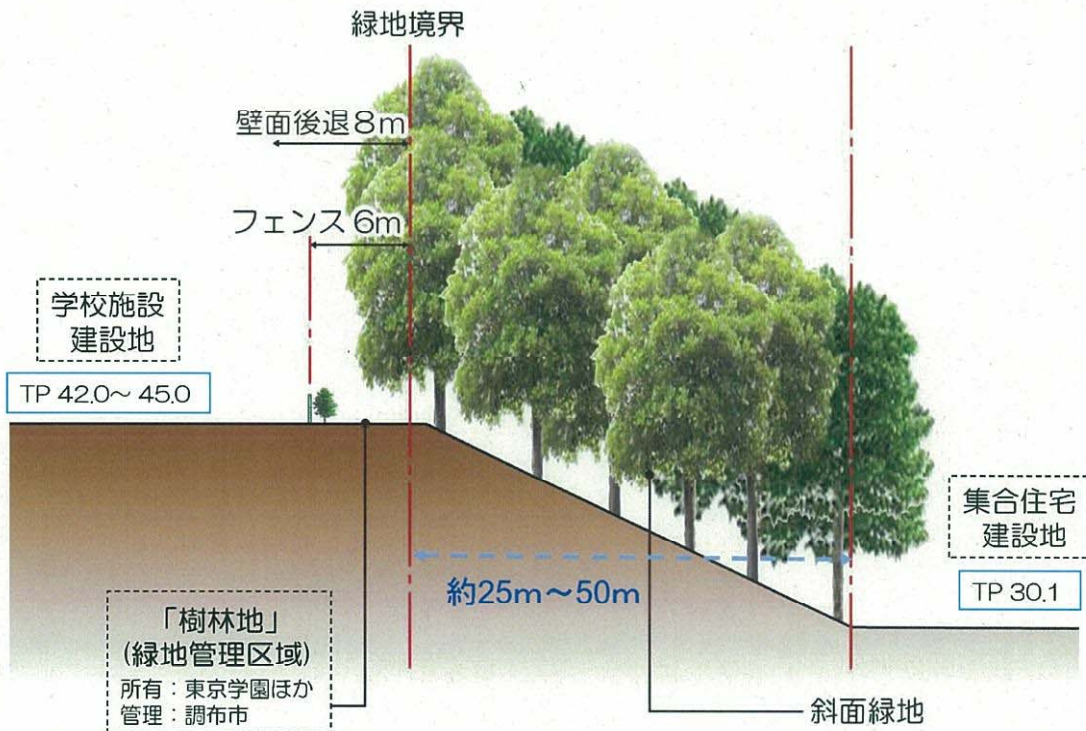 緑地境界
壁面後退8m
フェンス6m
学校施設
建設地
TP 42.0～45.0
集合住宅
建設地
TP 30.1
約25m～50m
「樹林地」
(緑地管理区域)
所有：東京学園ほか
管理：調布市
斜面緑地